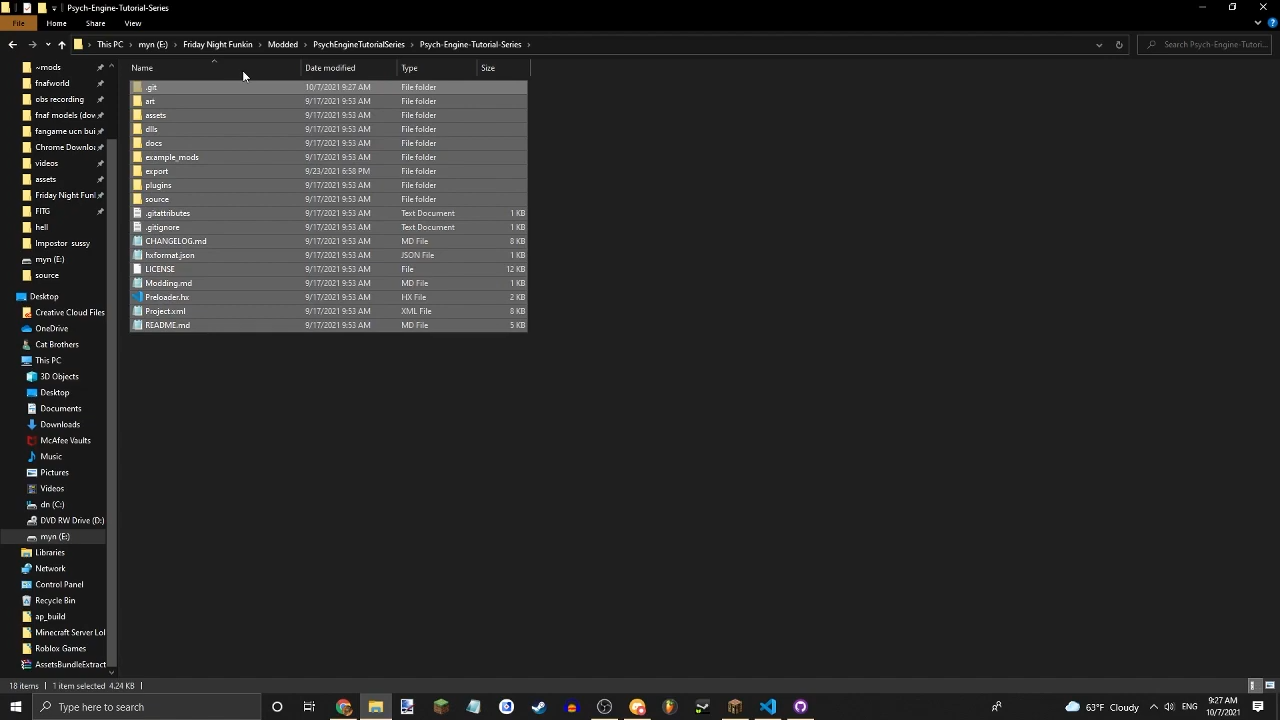 Psych-Engine-Tutorial-Series
File Home Share View
This PC myn (E:) Friday Night Funkin Modded PsychEngineTutorialSeries Psych-Engine-Tutorial-Series
Search Psych-Engine-Tutori...
Name Date modified Type Size
.git 10/7/2021 9:27 AM File folder
art 9/17/2021 9:53 AM File folder
assets 9/17/2021 9:53 AM File folder
dlls 9/17/2021 9:53 AM File folder
docs 9/17/2021 9:53 AM File folder
example_mods 9/17/2021 9:53 AM File folder
export 9/23/2021 6:58 PM File folder
plugins 9/17/2021 9:53 AM File folder
source 9/17/2021 9:53 AM File folder
.gitattributes 9/17/2021 9:53 AM Text Document 1 KB
.gitignore 9/17/2021 9:53 AM Text Document 1 KB
CHANGELOG.md 9/17/2021 9:53 AM MD File 8 KB
hxformat.json 9/17/2021 9:53 AM JSON File 1 KB
LICENSE 9/17/2021 9:53 AM File 12 KB
Modding.md 9/17/2021 9:53 AM MD File 1 KB
Preloader.hx 9/17/2021 9:53 AM HX File 2 KB
Project.xml 9/17/2021 9:53 AM XML File 8 KB
README.md 9/17/2021 9:53 AM MD File 5 KB
~mods
fnafworld
obs recording
fnaf models (dow
fangame ucn bui
Chrome Downloa
videos
assets
Friday Night Funl
FITG
hell
Impostor sussy
myn (E:)
source
Desktop
Creative Cloud Files
OneDrive
Cat Brothers
This PC
3D Objects
Desktop
Documents
Downloads
McAfee Vaults
Music
Pictures
Videos
dn (C:)
DVD RW Drive (D:)
myn (E:)
Libraries
Network
Control Panel
Recycle Bin
ap_build
Minecraft Server Lol
Roblox Games
AssetsBundleExtract
18 items 1 item selected 4.24 KB
Type here to search
63°F Cloudy ENG 9:27 AM
10/7/2021